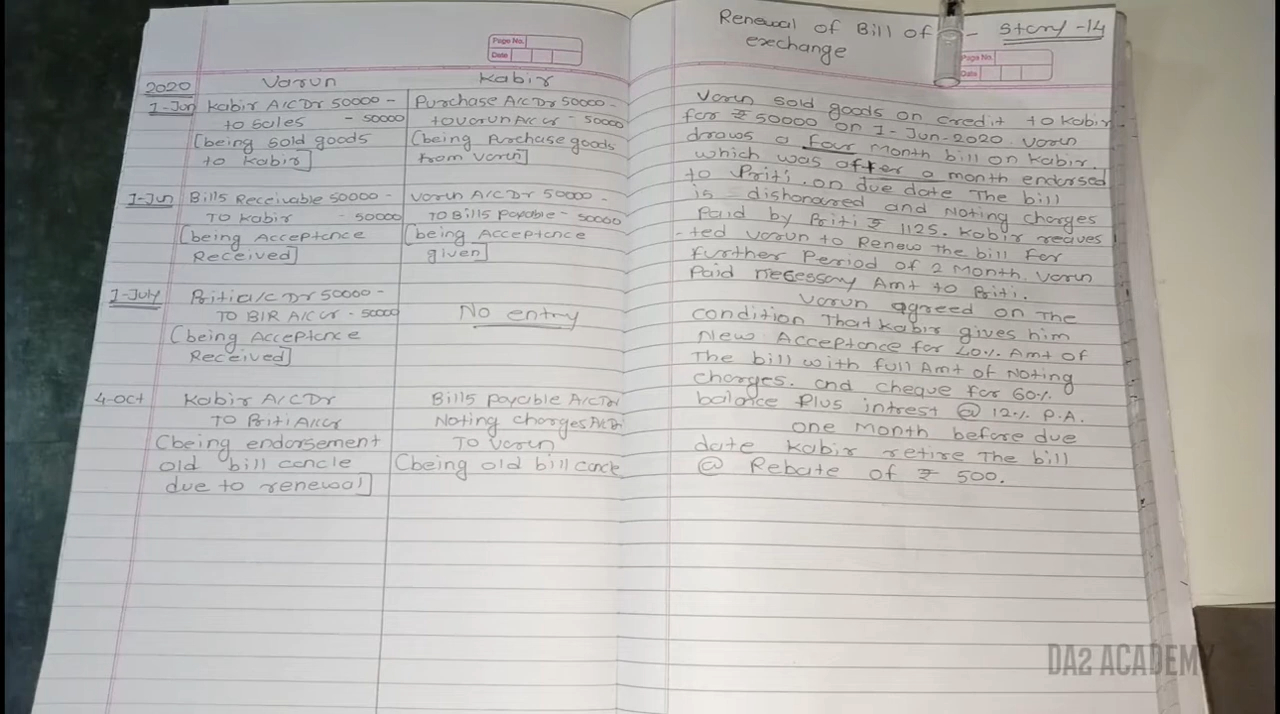 Page No.
Date
Varun
Kabir
2020
1-Jun Kabir A/C Dr 50000 -
to Sales - 50000
[being sold goods
to kabir]
Purchase A/C Dr 50000 -
to varun A/C Cr - 50000
(being Purchase goods
from varun]
1-Jun Bills Receivable 50000 -
TO Kabir - 50000
[being Acceptence
Received]
varun A/C Dr 50000 -
TO Bills payable - 50000
[being Acceptence
given]
1-July Priti a/c Dr 50000 -
TO B/R A/C Cr - 50000
(being Acceptence
Received]
No entry
4-Oct Kabir A/C Dr
TO Priti A/C Cr
(being endorsement
old bill cancle
due to renewal]
Bills payable A/C Dr
Noting charges A/c Dr
TO Varun
(being old bill cancle
Renewal of Bill of - Story -14
exechange
Page No.
Date
Varun sold goods on credit to Kabir
for ₹ 50000 on 1-Jun-2020. varun
draws a four Month bill on Kabir.
which was after a month endorsed
to Priti. on due date The bill
is dishonared and Noting charges
Paid by Priti ₹ 1125. Kabir reques
-ted varun to Renew the bill for
further Period of 2 Month. varun
Paid necessary Amt to Priti.
Varun agreed on The
condition That Kabir gives him
New Acceptance for 40% Amt of
The bill with full Amt of Noting
charges. and cheque for 60%
balance Plus intrest @ 12% P.A.
one Month before due
date Kabir retire The bill
@ Rebate of ₹ 500.
DA2 ACADEMY